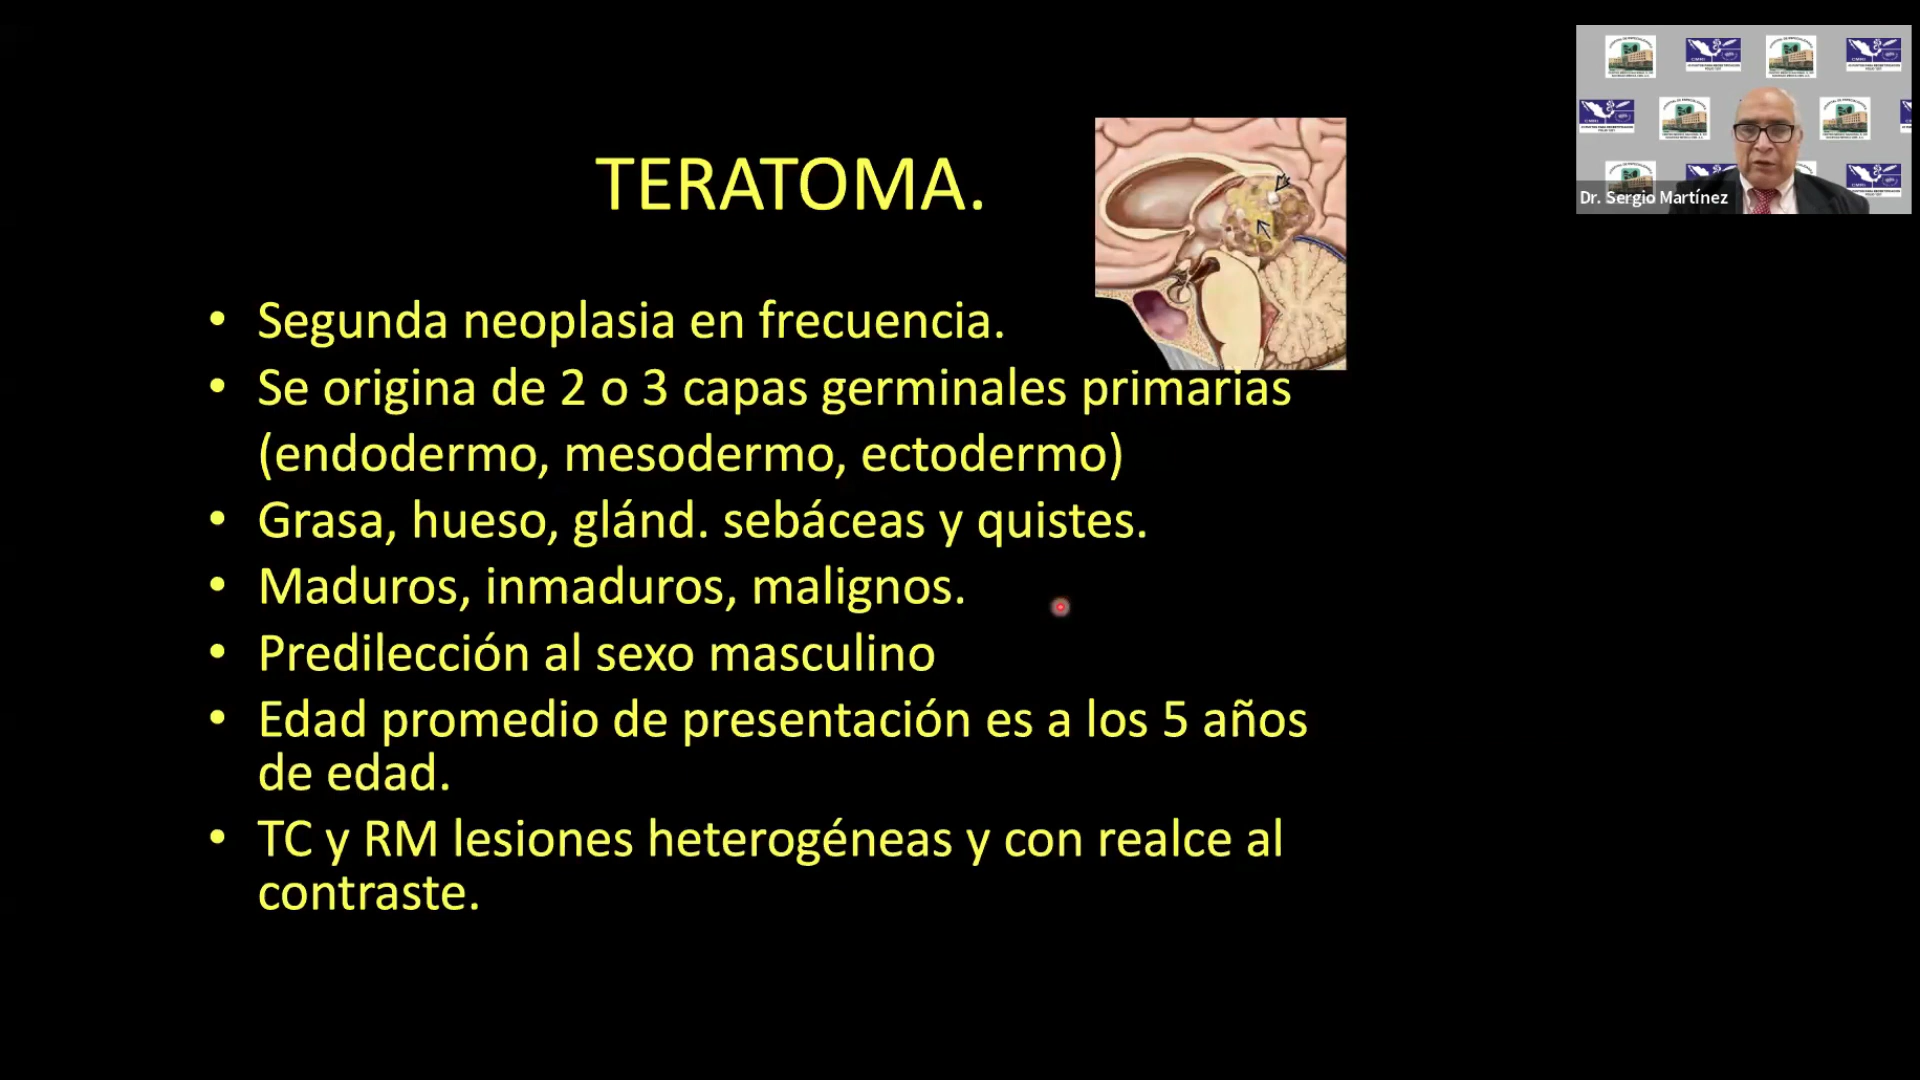 TERATOMA.
• Segunda neoplasia en frecuencia.
• Se origina de 2 o 3 capas germinales primarias
(endodermo, mesodermo, ectodermo)
• Grasa, hueso, glánd. sebáceas y quistes.
• Maduros, inmaduros, malignos.
• Predilección al sexo masculino
• Edad promedio de presentación es a los 5 años
de edad.
• TC y RM lesiones heterogéneas y con realce al
contraste.
Dr. Sergio Martínez